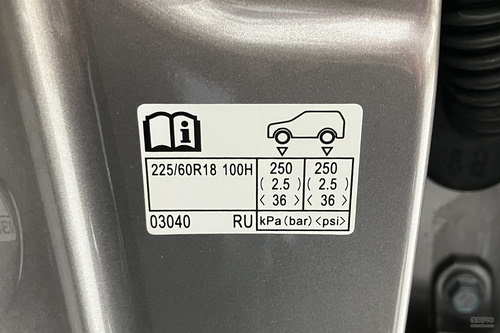 225/60R18 100H 250 250
( 2.5 ) ( 2.5 )
< 36 > < 36 >
03040 RU kPa(bar)<psi>